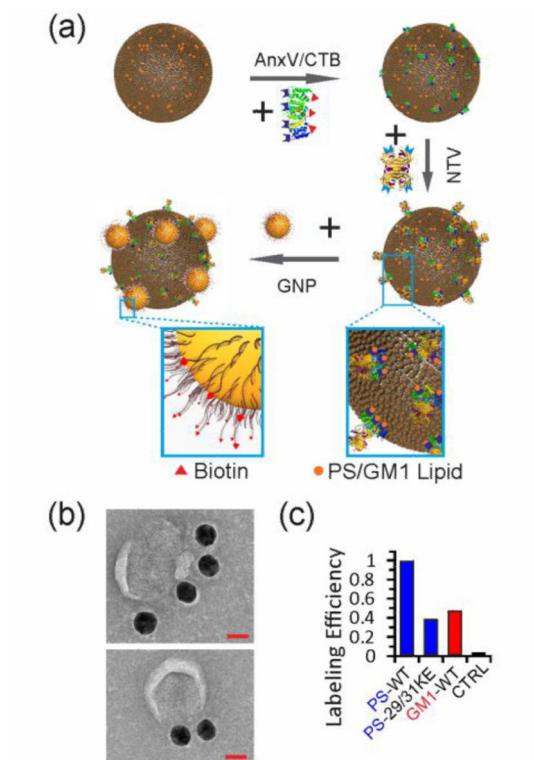 (a)
AnxV/CTB
+
+
NTV
+
GNP
Biotin
PS/GM1 Lipid
(b)
(c)
Labeling Efficiency
1
0.8
0.6
0.4
0.2
0
PS-WT
PS-29/31KE
GM1-WT
CTRL